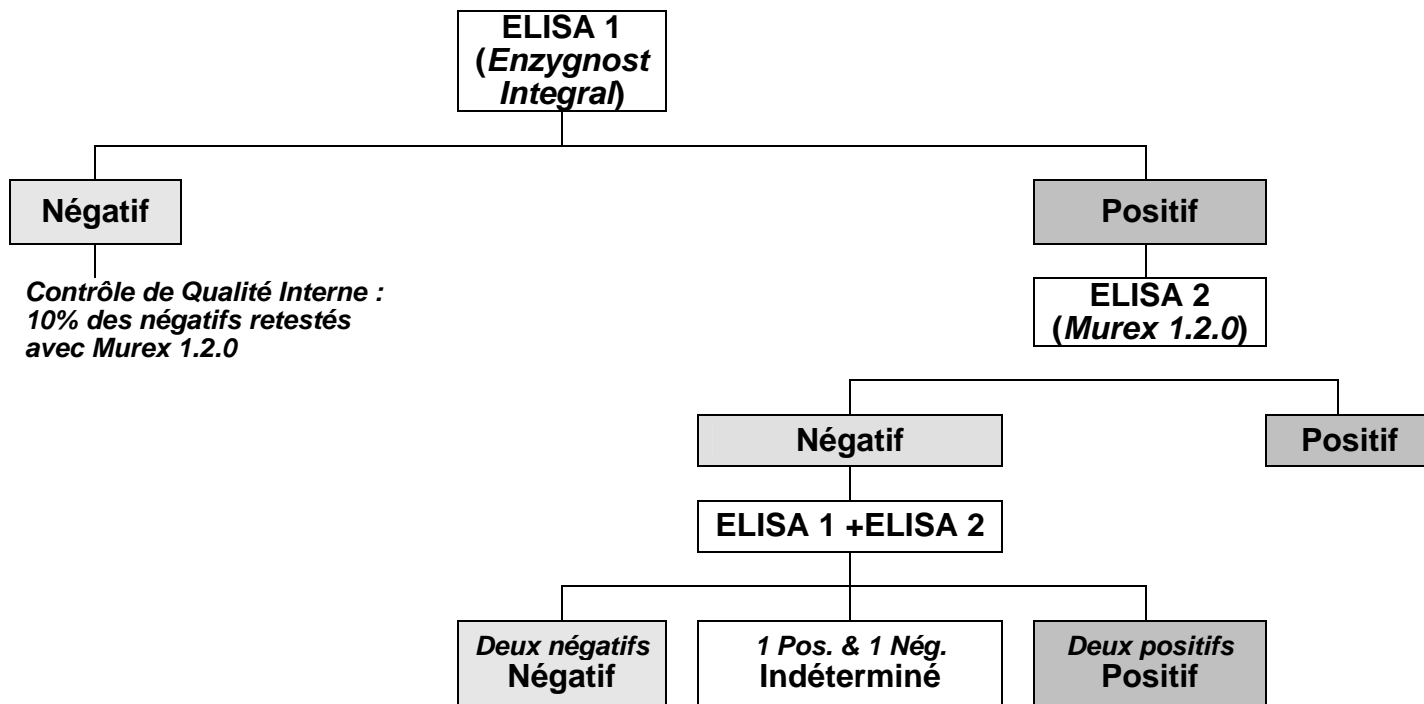 ELISA 1
(Enzygnost
Integral)
Négatif
Positif
Contrôle de Qualité Interne :
10% des négatifs retestés
avec Murex 1.2.0
ELISA 2
(Murex 1.2.0)
Négatif
Positif
ELISA 1 +ELISA 2
Deux négatifs
Négatif
1 Pos. & 1 Nég.
Indéterminé
Deux positifs
Positif